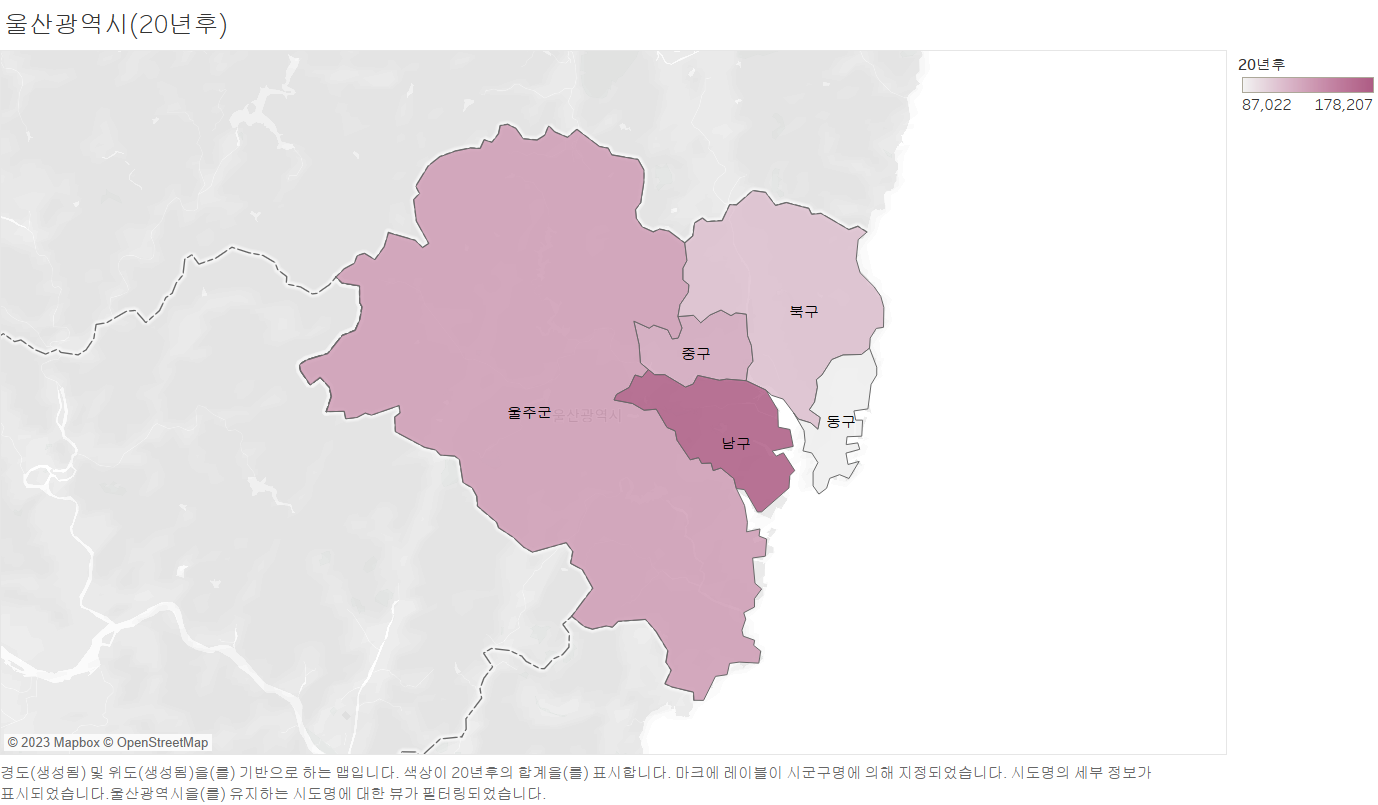 울산광역시(20년후)
20년후
87,022 178,207
북구
중구
울주군
울산광역시
동구
남구
© 2023 Mapbox © OpenStreetMap
경도(생성됨) 및 위도(생성됨)을(를) 기반으로 하는 맵입니다. 색상이 20년후의 합계을(를) 표시합니다. 마크에 레이블이 시군구명에 의해 지정되었습니다. 시도명의 세부 정보가
표시되었습니다.울산광역시을(를) 유지하는 시도명에 대한 뷰가 필터링되었습니다.